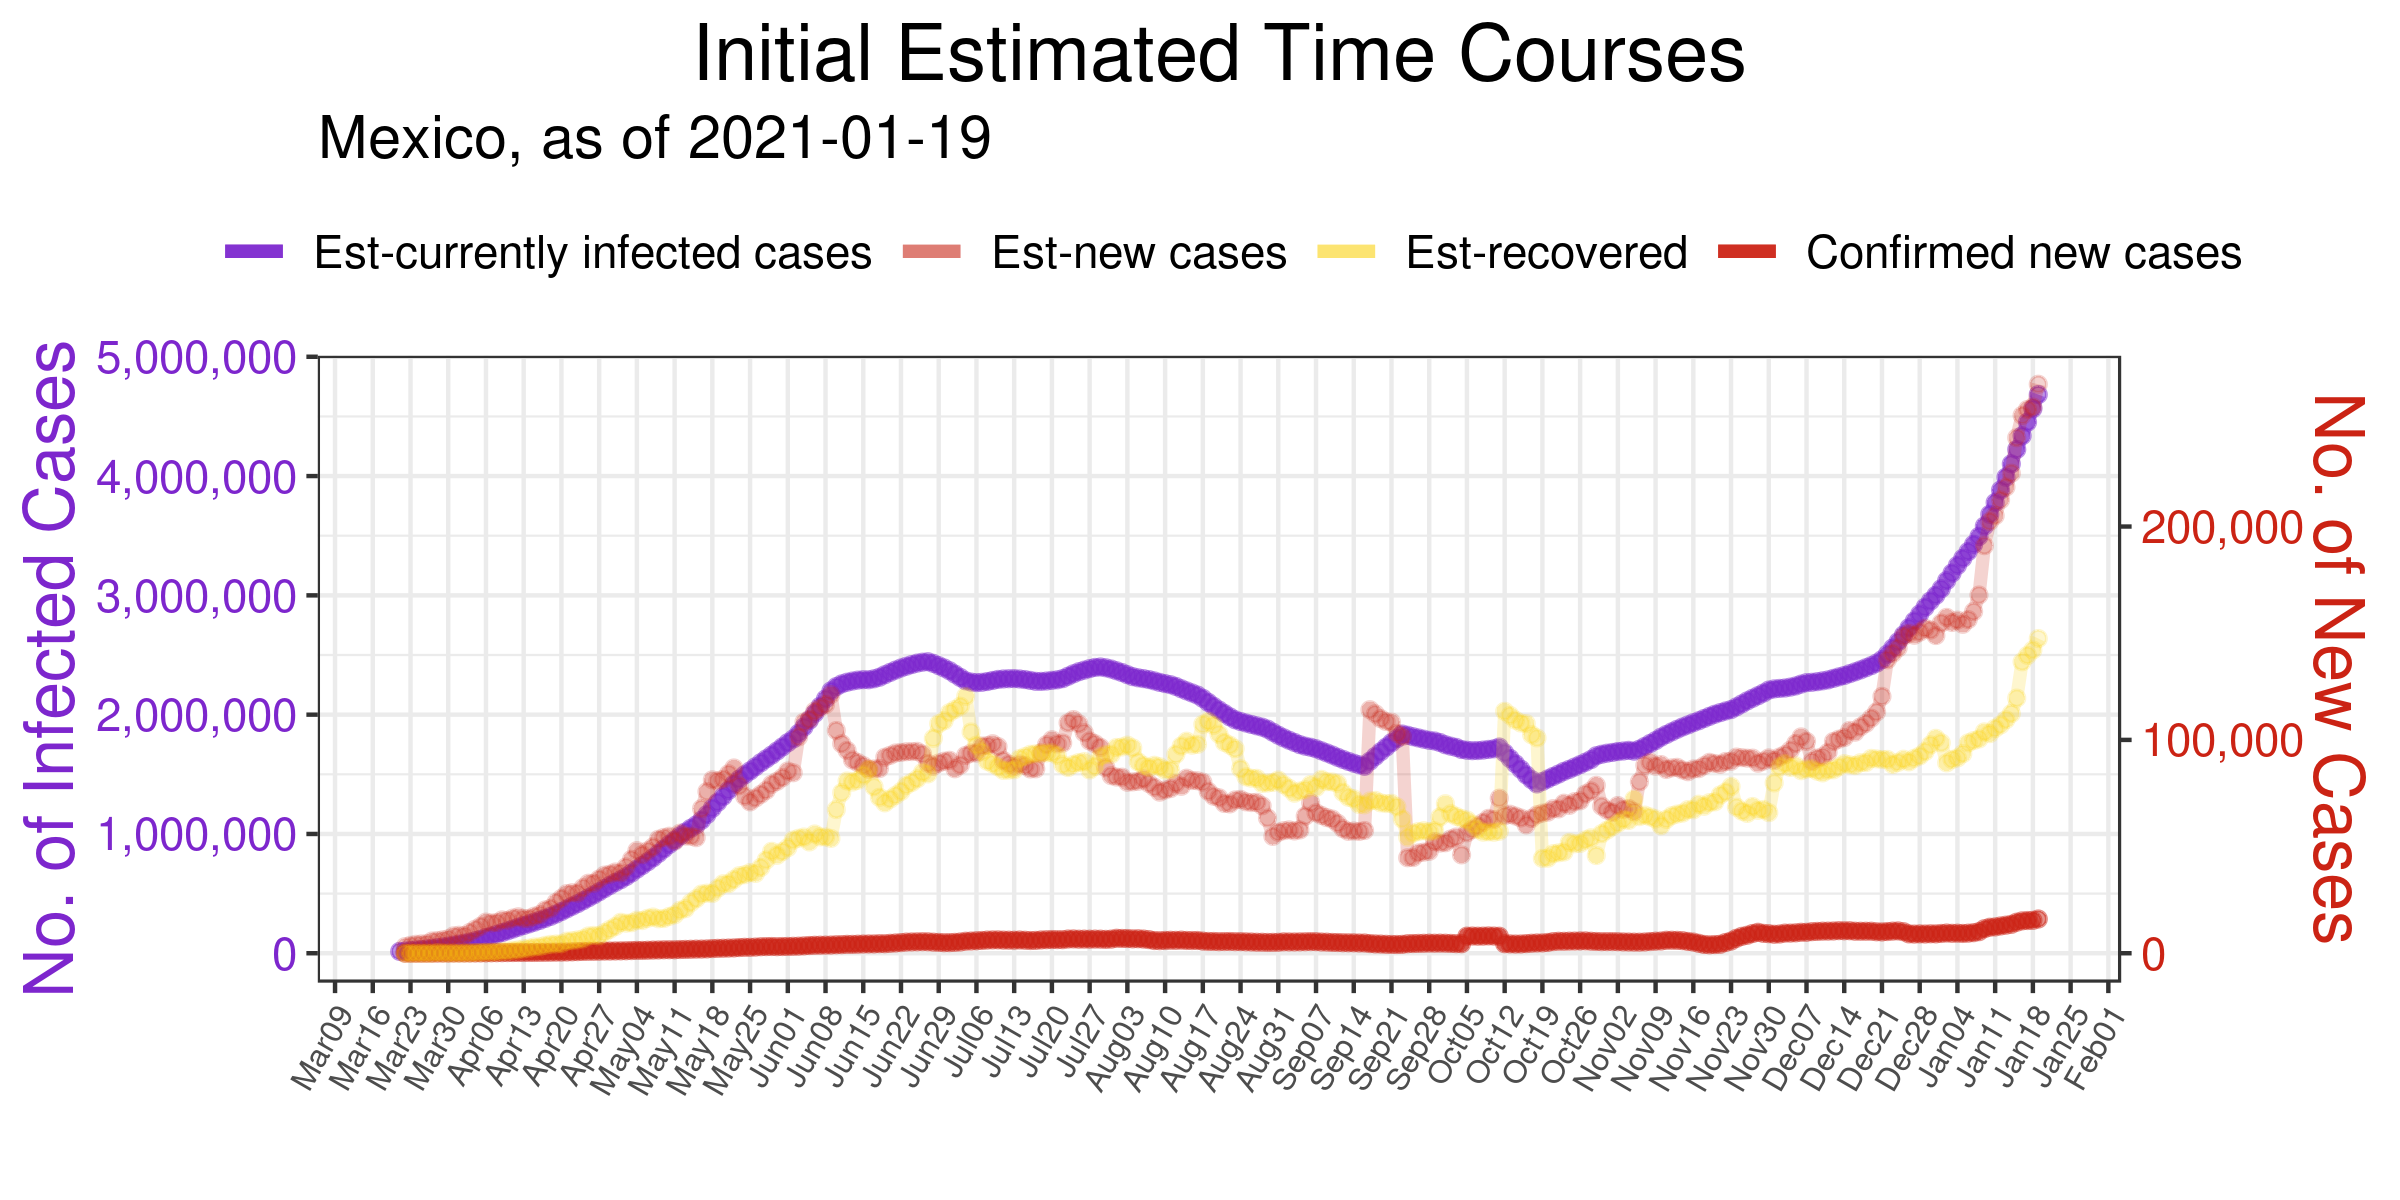 Initial Estimated Time Courses
Mexico, as of 2021-01-19
Est-currently infected cases Est-new cases Est-recovered Confirmed new cases
No. of Infected Cases
5,000,000
4,000,000
3,000,000
2,000,000
1,000,000
0
200,000
100,000
0
No. of New Cases
Mar09 Mar16 Mar23 Mar30 Apr06 Apr13 Apr20 Apr27 May04 May11 May18 May25 Jun01 Jun08 Jun15 Jun22 Jun29 Jul06 Jul13 Jul20 Jul27 Aug03 Aug10 Aug17 Aug24 Aug31 Sep07 Sep14 Sep21 Sep28 Oct05 Oct12 Oct19 Oct26 Nov02 Nov09 Nov16 Nov23 Nov30 Dec07 Dec14 Dec21 Dec28 Jan04 Jan11 Jan18 Jan25 Feb01